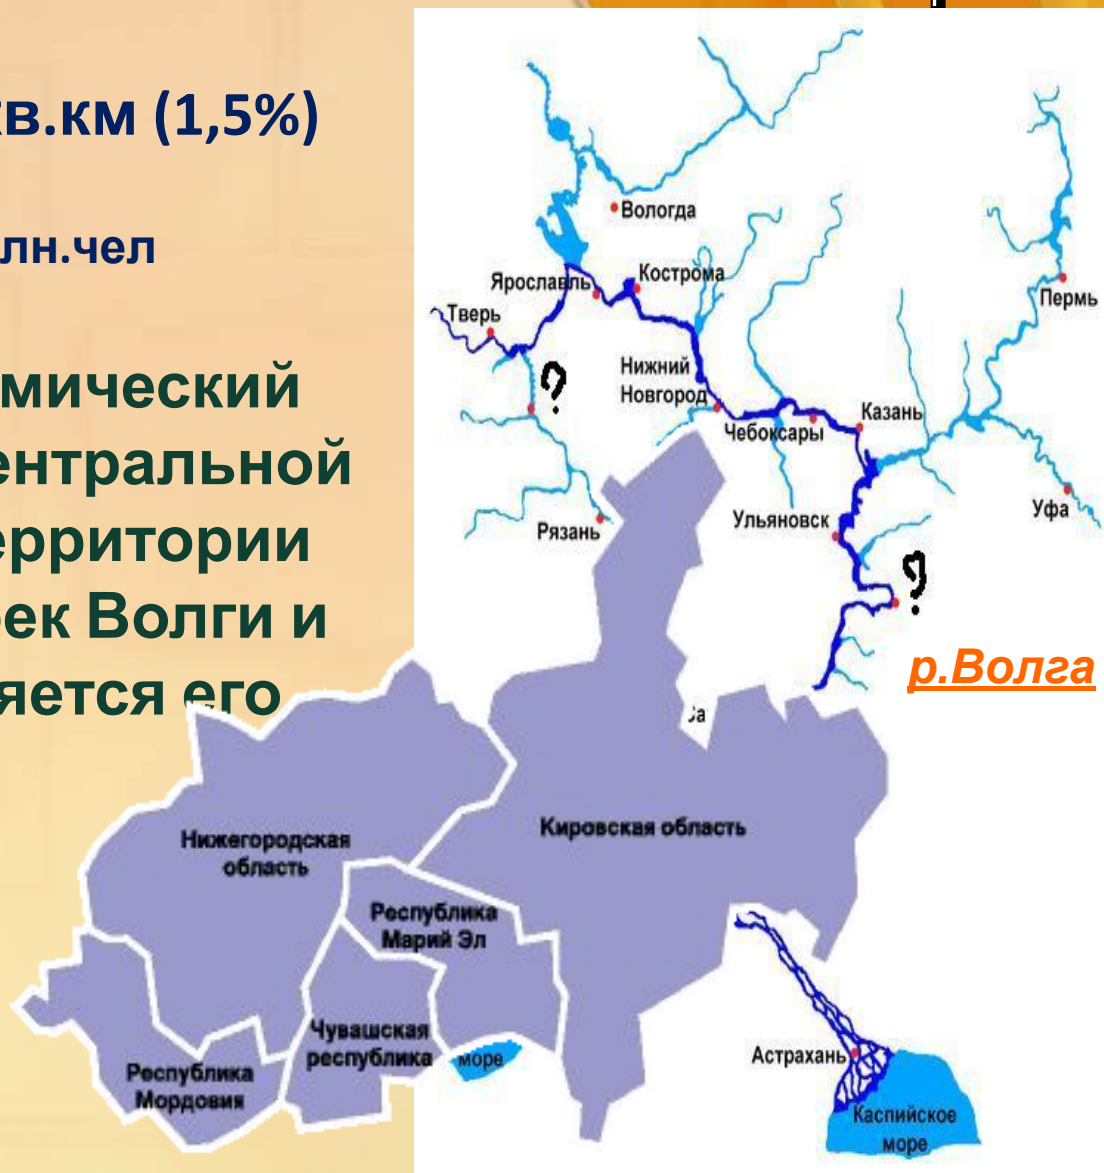 кв.км (1,5%)
лн.чел
мический
ентральной
ерритории
рек Волги и
яется его
Вологда
Ярославль
Кострома
Тверь
Пермь
?
Нижний
Новгород
Казань
Чебоксары
Рязань
Ульяновск
Уфа
?
р.Волга
за
Нижегородская
область
Кировская область
Республика
Марий Эл
Чувашская
республика
море
Республика
Мордовия
Астрахань
Каспийское
море